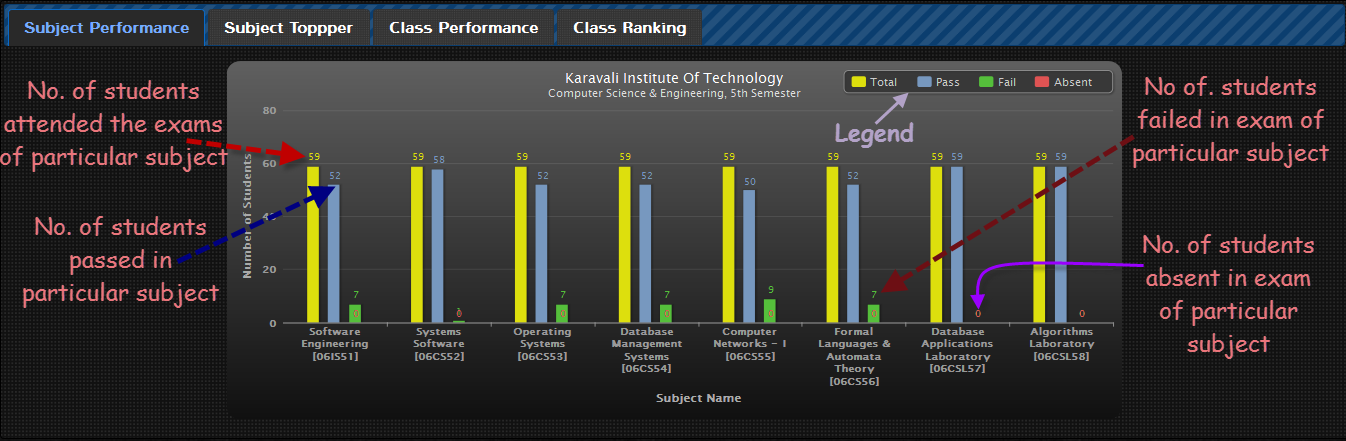 Subject Performance
Subject Toppper
Class Performance
Class Ranking
Karavali Institute Of Technology
Computer Science & Engineering, 5th Semester
Total
Pass
Fail
Absent
Legend
No. of students
attended the exams
of particular subject
No. of students
passed in
particular subject
No of. students
failed in exam of
particular subject
No. of students
absent in exam
of particular
subject
Number of Students
80
60
40
20
0
59 52 7 0
59 58 1 0
59 52 7 0
59 52 7 0
59 50 9 0
59 52 7 0
59 59 0
59 59 0
Software
Engineering
[06IS51]
Systems
Software
[06CS52]
Operating
Systems
[06CS53]
Database
Management
Systems
[06CS54]
Computer
Networks - I
[06CS55]
Formal
Languages &
Automata
Theory
[06CS56]
Database
Applications
Laboratory
[06CSL57]
Algorithms
Laboratory
[06CSL58]
Subject Name